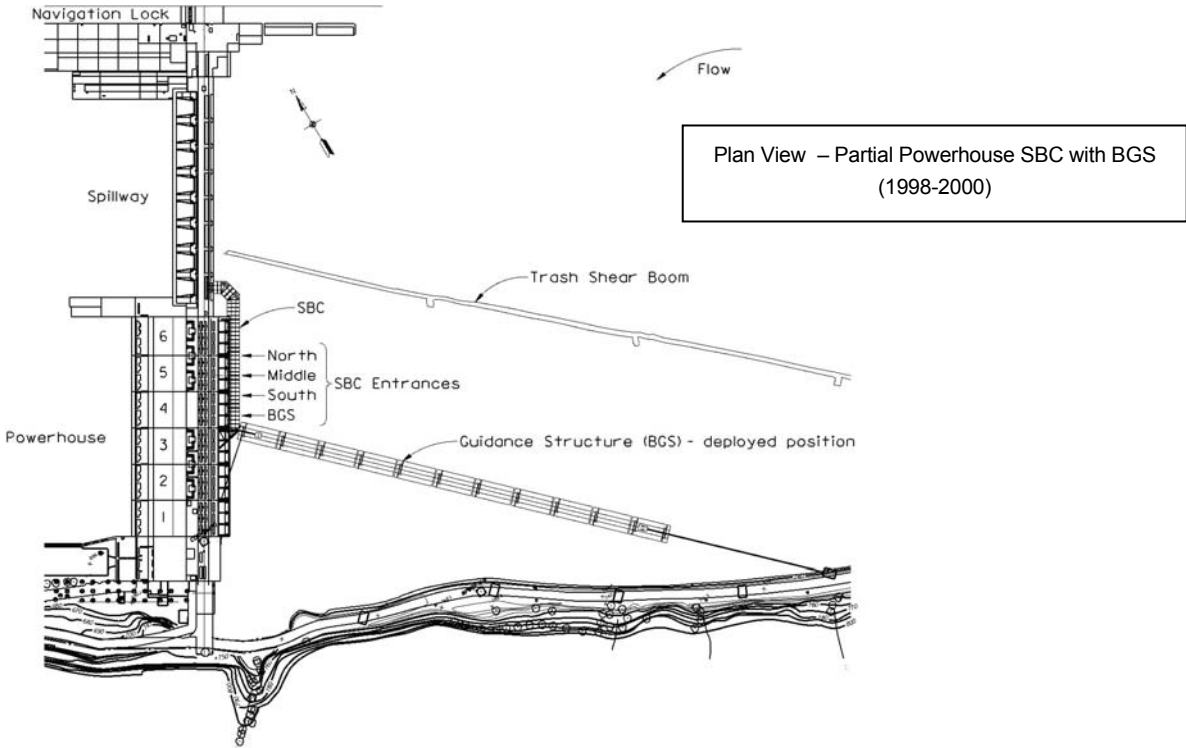 Navigation Lock
Flow
N
Plan View – Partial Powerhouse SBC with BGS
(1998-2000)
Spillway
Trash Shear Boom
SBC
6
North
5
Middle
SBC Entrances
4
South
BGS
Powerhouse
3
Guidance Structure (BGS) - deployed position
2
1